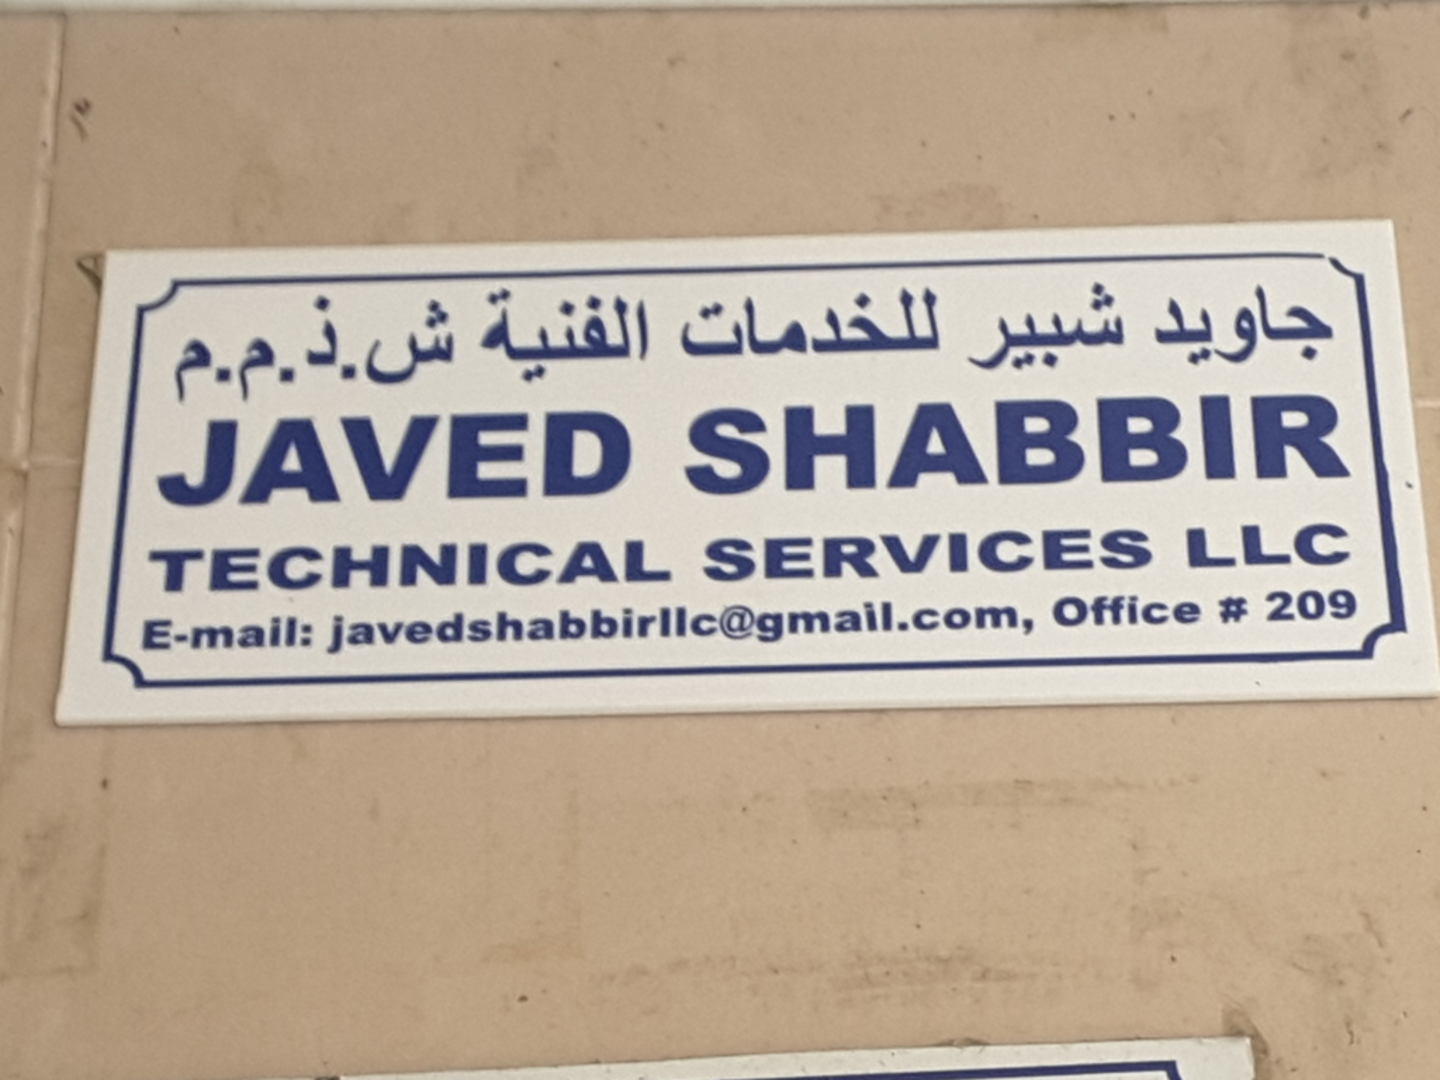 جاويد شبير للخدمات الفنية ش.ذ.م.م
JAVED SHABBIR
TECHNICAL SERVICES LLC
E-mail: javedshabbirllc@gmail.com, Office # 209